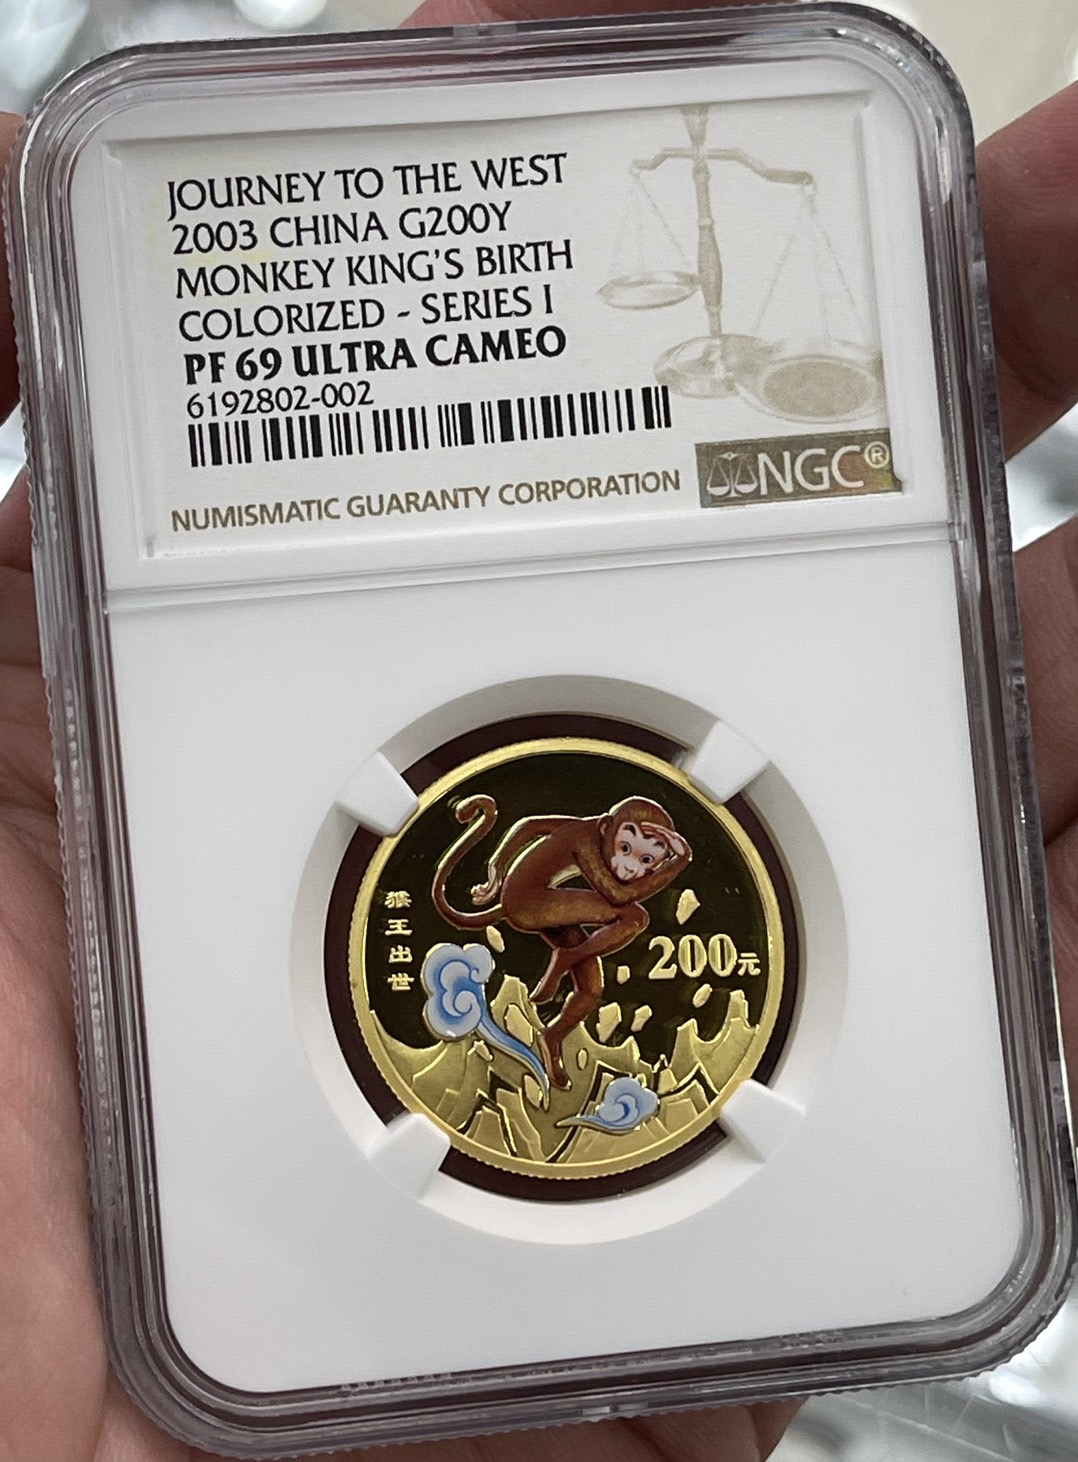 JOURNEY TO THE WEST
2003 CHINA G200Y
MONKEY KING'S BIRTH
COLORIZED - SERIES I
PF 69 ULTRA CAMEO
6192802-002
NUMISMATIC GUARANTY CORPORATION
NGC®
猴王出世
200元